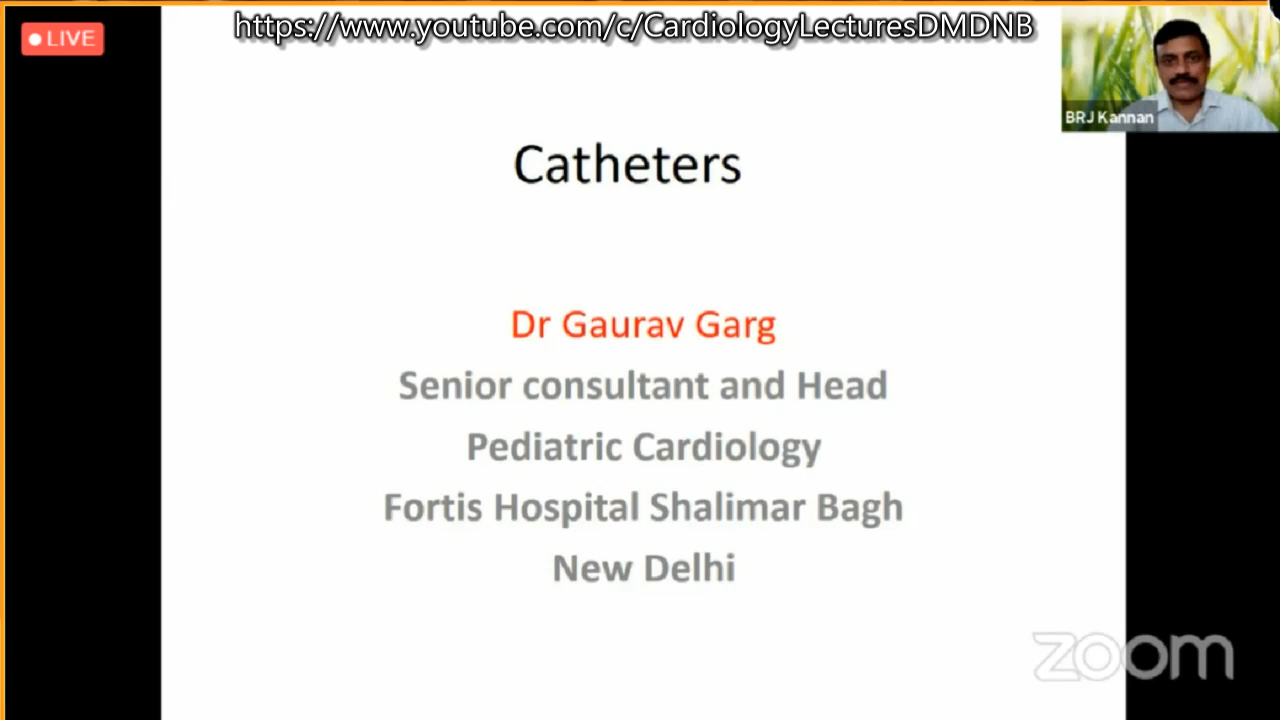 https://www.youtube.com/c/CardiologyLecturesDMDNB
LIVE
BRJ Kannan
Catheters
Dr Gaurav Garg
Senior consultant and Head
Pediatric Cardiology
Fortis Hospital Shalimar Bagh
New Delhi
zoom